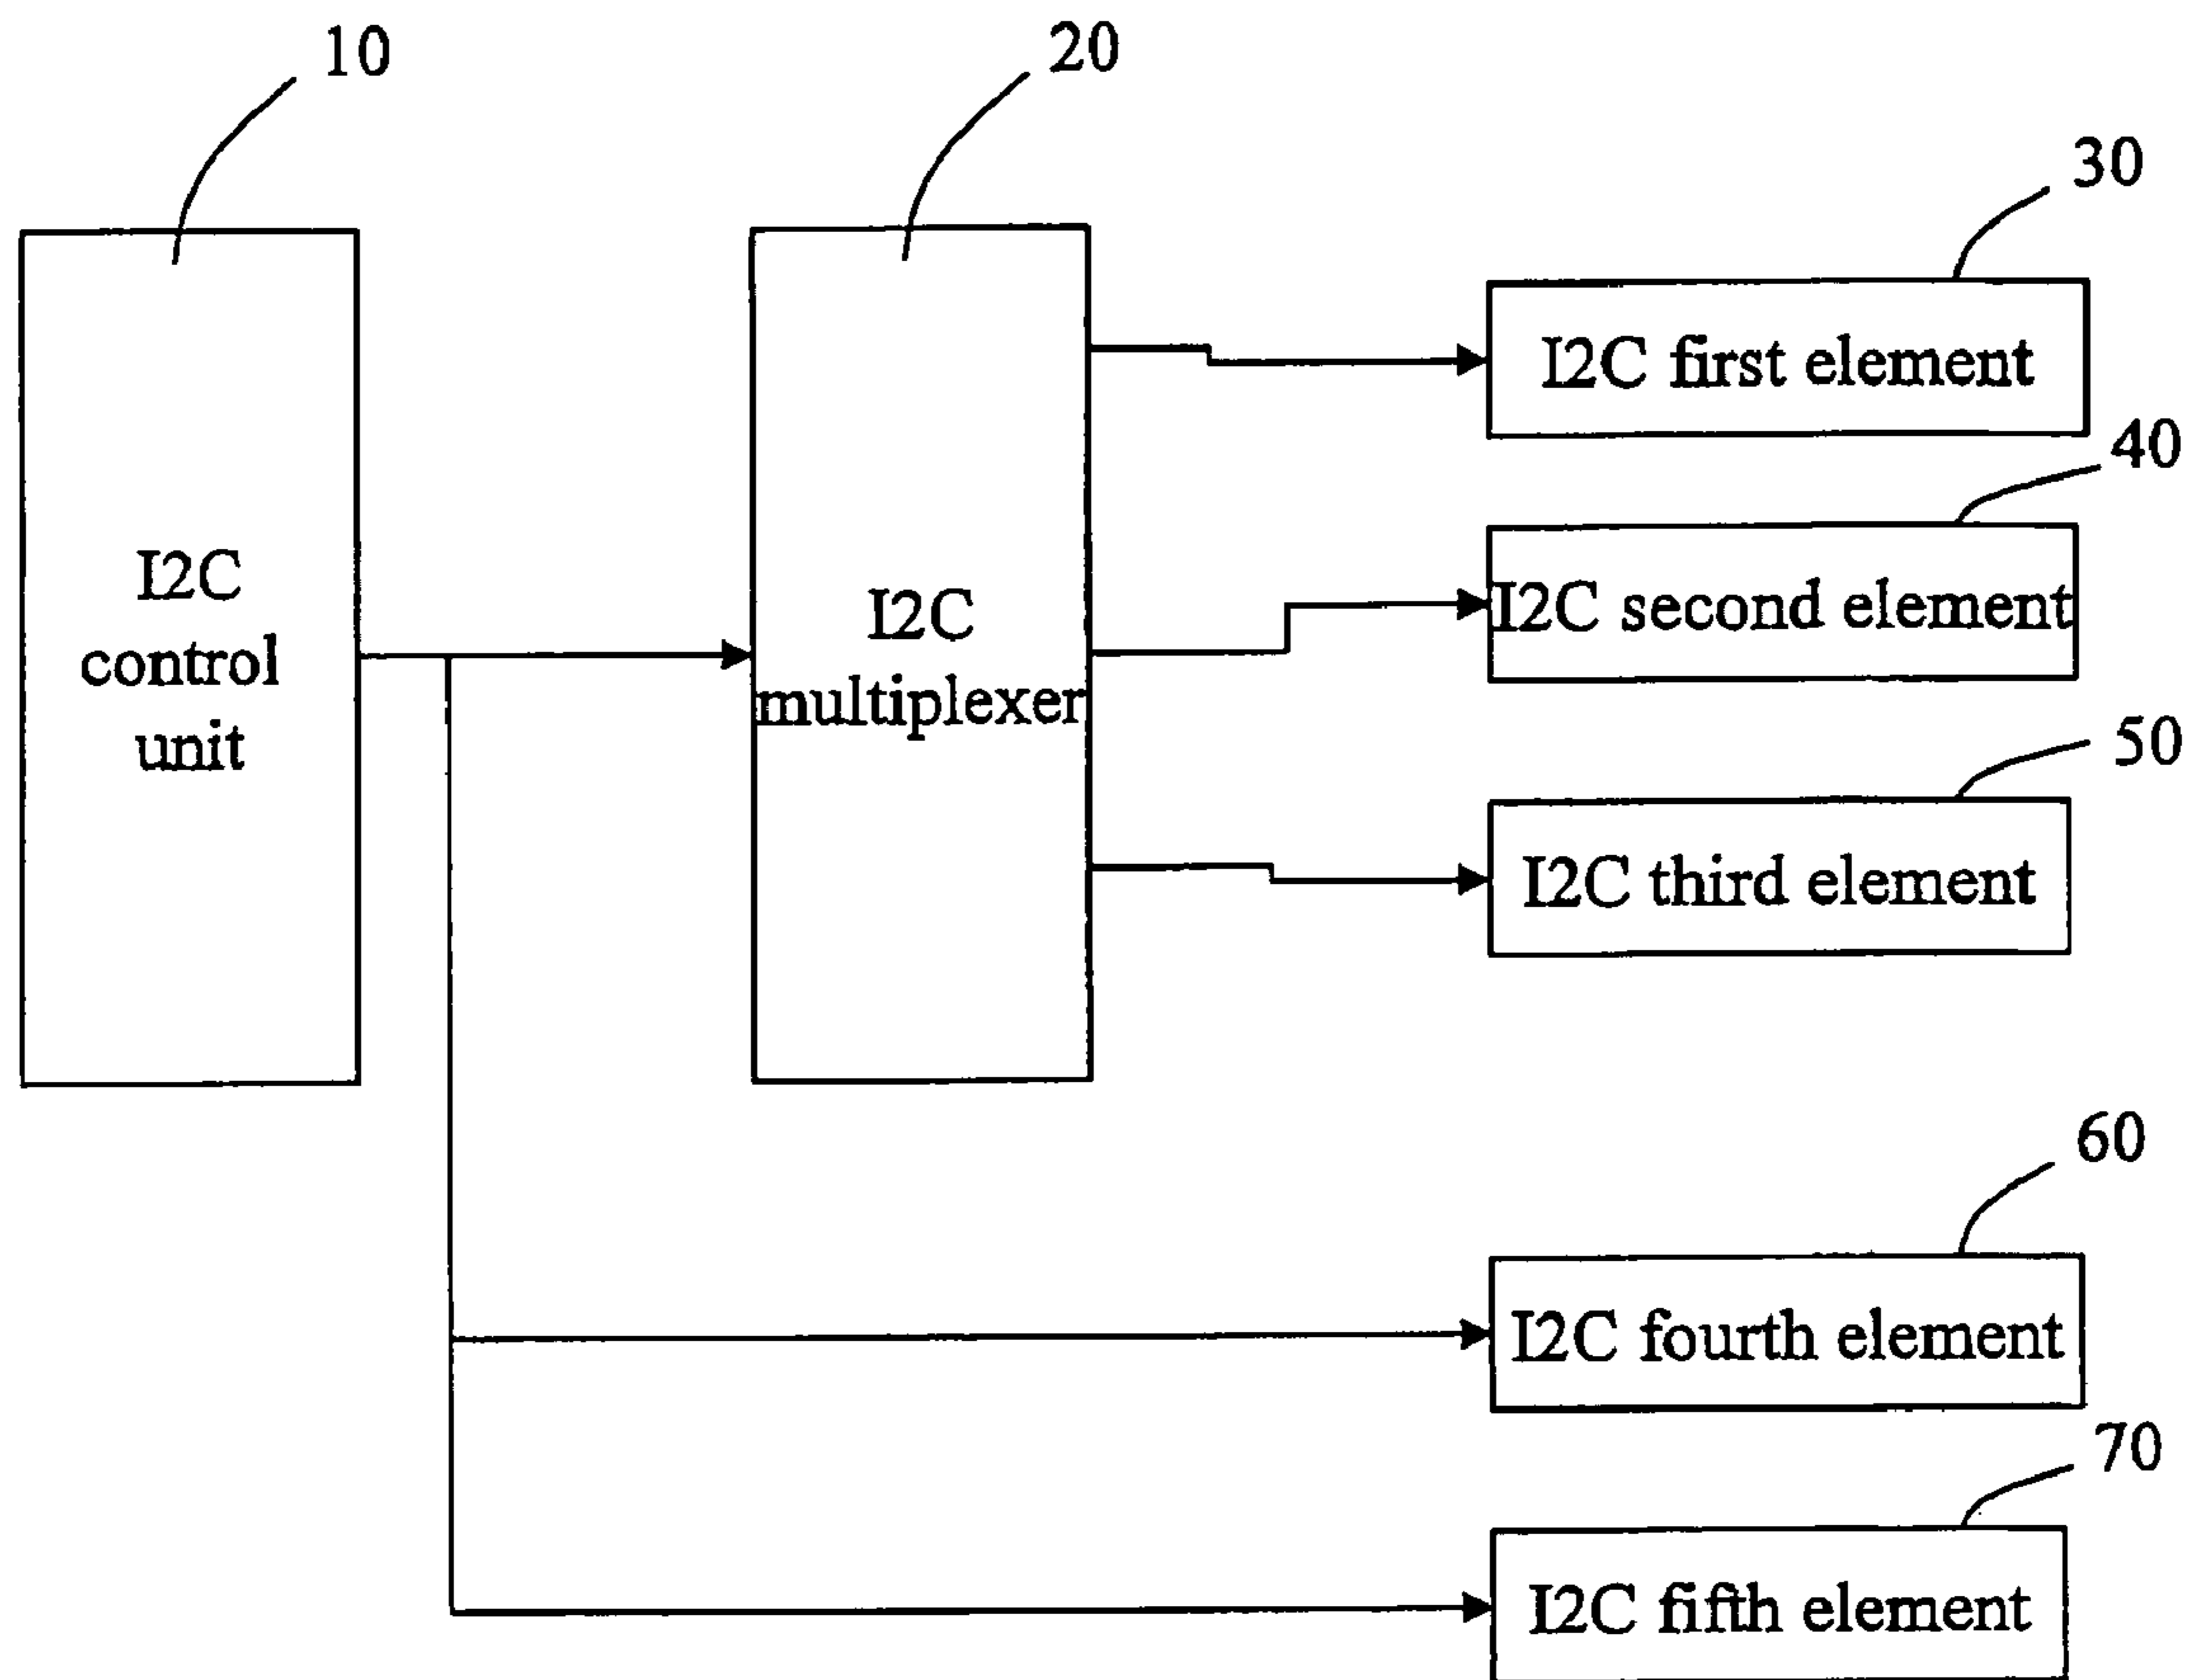 10
20
30
I2C first element
40
I2C
control
unit
I2C
multiplexer
I2C second element
50
I2C third element
60
I2C fourth element
70
I2C fifth element